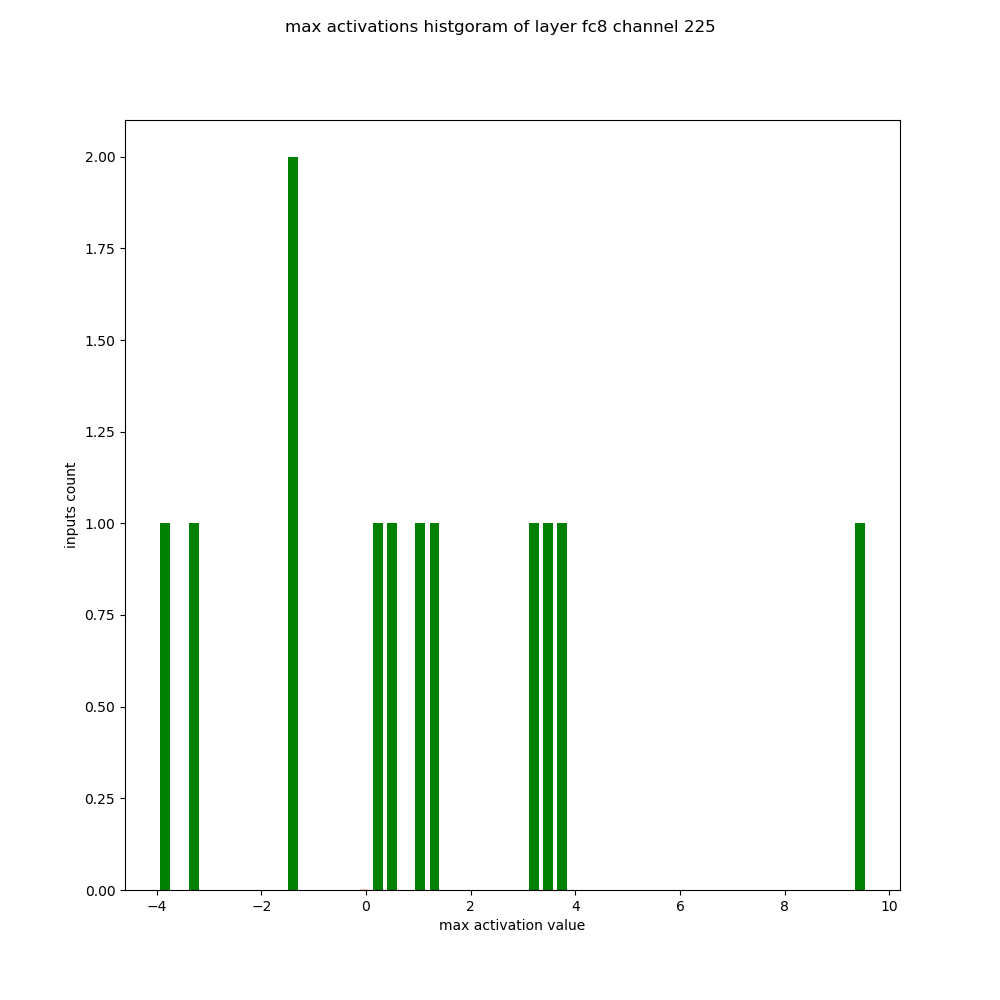 max activations histgoram of layer fc8 channel 225
2.00
1.75
1.50
1.25
1.00
0.75
0.50
0.25
0.00
inputs count
−4 −2 0 2 4 6 8 10
max activation value